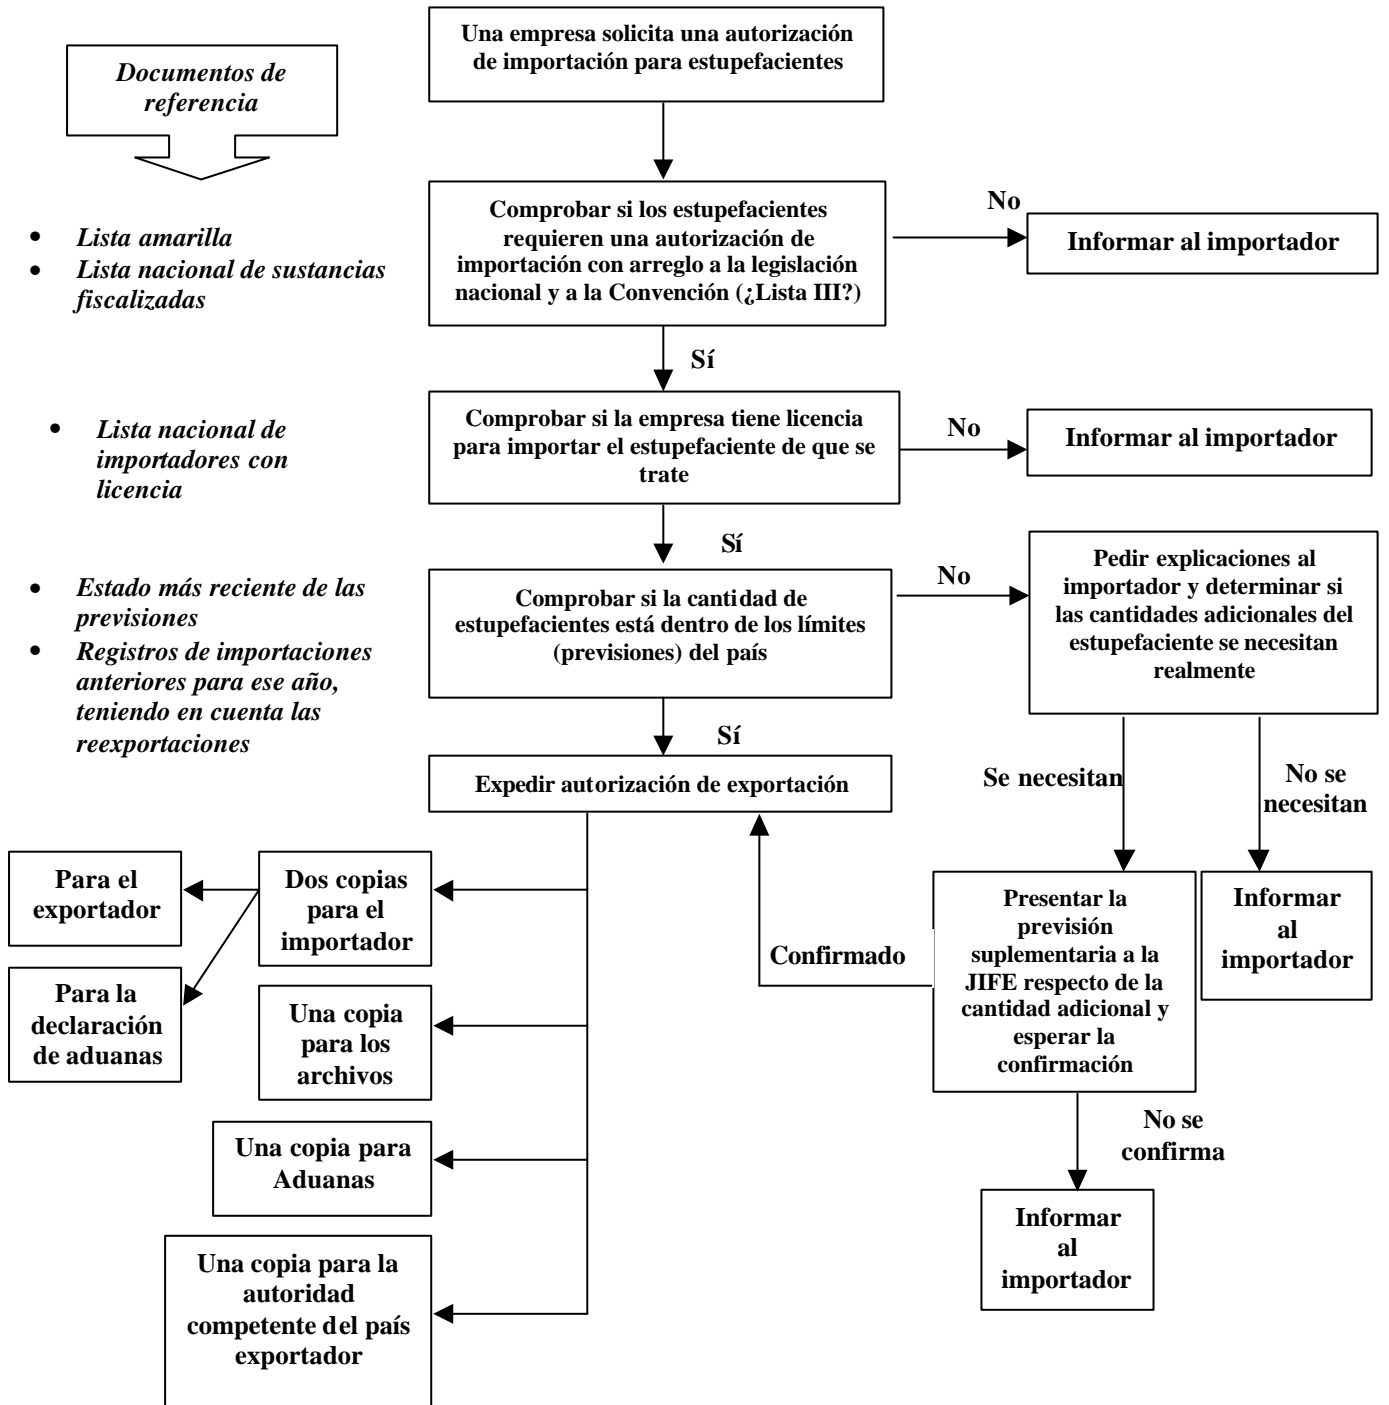 Una empresa solicita una autorización
de importación para estupefacientes
Documentos de
referencia
Comprobar si los estupefacientes
requieren una autorización de
importación con arreglo a la legislación
nacional y a la Convención (¿Lista III?)
No
Informar al importador
• Lista amarilla
• Lista nacional de sustancias
fiscalizadas
Sí
Comprobar si la empresa tiene licencia
para importar el estupefaciente de que se
trate
No
Informar al importador
• Lista nacional de
importadores con
licencia
Sí
Comprobar si la cantidad de
estupefacientes está dentro de los límites
(previsiones) del país
No
Pedir explicaciones al
importador y determinar si
las cantidades adicionales del
estupefaciente se necesitan
realmente
• Estado más reciente de las
previsiones
• Registros de importaciones
anteriores para ese año,
teniendo en cuenta las
reexportaciones
Sí
Expedir autorización de exportación
Se necesitan
No se
necesitan
Para el
exportador
Dos copias
para el
importador
Confirmado
Presentar la
previsión
suplementaria a la
JIFE respecto de la
cantidad adicional y
esperar la
confirmación
Informar
al
importador
Para la
declaración
de aduanas
Una copia
para los
archivos
Una copia para
Aduanas
No se
confirma
Informar
al
importador
Una copia para la
autoridad
competente del país
exportador